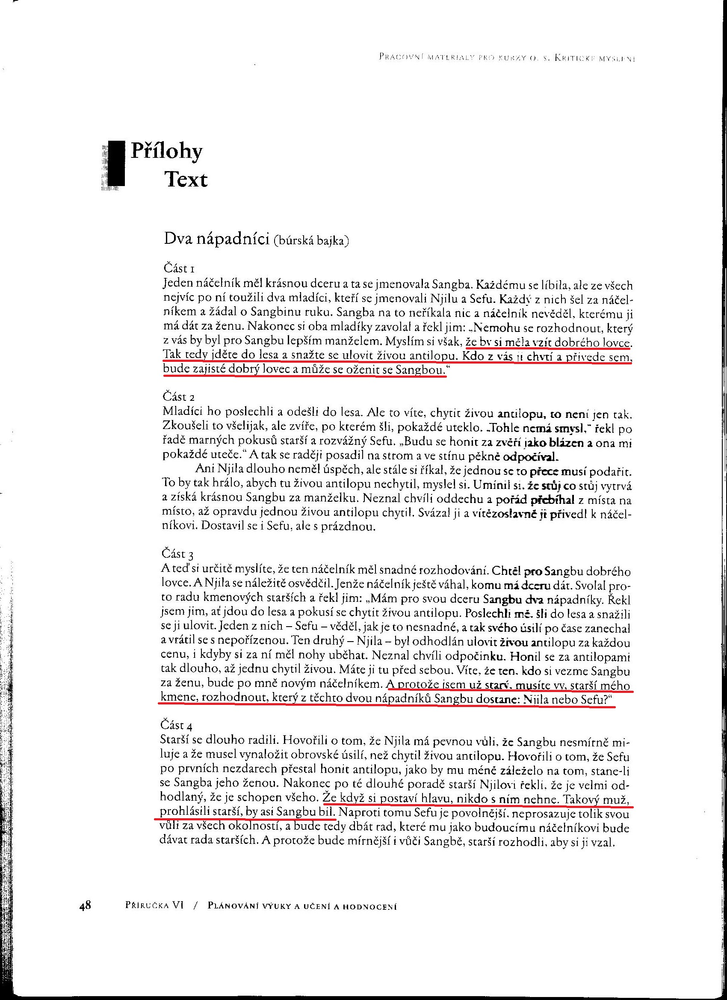 PRACOVNÍ MATERIALY PRO KURZY O. S. KRITICKÉ MYSLENÍ
Přílohy
Text
Dva nápadníci (búrská bajka)
Část 1
Jeden náčelník měl krásnou dceru a ta se jmenovala Sangba. Každému se líbila, ale ze všech
nejvíc po ní toužili dva mladíci, kteří se jmenovali Njilu a Sefu. Každý z nich šel za náčel-
níkem a žádal o Sangbinu ruku. Sangba na to neříkala nic a náčelník nevěděl, kterému ji
má dát za ženu. Nakonec si oba mladíky zavolal a řekl jim: „Nemohu se rozhodnout, který
z vás by byl pro Sangbu lepším manželem. Myslím si však, že by si měla vzít dobrého lovce.
Tak tedy jděte do lesa a snažte se ulovit živou antilopu. Kdo z vás ji chytí a přivede sem,
bude zajisté dobrý lovec a může se oženit se Sangbou.“
Část 2
Mladíci ho poslechli a odešli do lesa. Ale to víte, chytit živou antilopu, to není jen tak.
Zkoušeli to všelijak, ale zvíře, po kterém šli, pokaždé uteklo. „Tohle nemá smysl,“ řekl po
řadě marných pokusů starší a rozvážný Sefu. „Budu se honit za zvěří jako blázen a ona mi
pokaždé uteče.“ A tak se raději posadil na strom a ve stínu pěkně odpočíval.
Ani Njila dlouho neměl úspěch, ale stále si říkal, že jednou se to přece musí podařit.
To by tak hrálo, abych tu živou antilopu nechytil, myslel si. Umínil si, že stůj co stůj vytrvá
a získá krásnou Sangbu za manželku. Neznal chvíli oddechu a pořád přebíhal z místa na
místo, až opravdu jednou živou antilopu chytil. Svázal ji a vítězoslavně ji přivedl k náčel-
níkovi. Dostavil se i Sefu, ale s prázdnou.
Část 3
A teď si určitě myslíte, že ten náčelník měl snadné rozhodování. Chtěl pro Sangbu dobrého
lovce. A Njila se náležitě osvědčil. Jenže náčelník ještě váhal, komu má dceru dát. Svolal pro-
to radu kmenových starších a řekl jim: „Mám pro svou dceru Sangbu dva nápadníky. Řekl
jsem jim, ať jdou do lesa a pokusí se chytit živou antilopu. Poslechli mě, šli do lesa a snažili
se ji ulovit. Jeden z nich – Sefu – věděl, jak je to nesnadné, a tak svého úsilí po čase zanechal
a vrátil se s nepořízenou. Ten druhý – Njila – byl odhodlán ulovit živou antilopu za každou
cenu, i kdyby si za ní měl nohy uběhat. Neznal chvíli odpočinku. Honil se za antilopami
tak dlouho, až jednu chytil živou. Máte ji tu před sebou. Víte, že ten, kdo si vezme Sangbu
za ženu, bude po mně novým náčelníkem. A protože jsem už starý, musíte vy, starší mého
kmene, rozhodnout, který z těchto dvou nápadníků Sangbu dostane: Njila nebo Sefu?“
Část 4
Starší se dlouho radili. Hovořili o tom, že Njila má pevnou vůli, že Sangbu nesmírně mi-
luje a že musel vynaložit obrovské úsilí, než chytil živou antilopu. Hovořili o tom, že Sefu
po prvních nezdarech přestal honit antilopu, jako by mu méně záleželo na tom, stane-li
se Sangba jeho ženou. Nakonec po té dlouhé poradě starší Njilovi řekli, že je velmi od-
hodlaný, že je schopen všeho. Že když si postaví hlavu, nikdo s ním nehne. Takový muž,
prohlásili starší, by asi Sangbu bil. Naproti tomu Sefu je povolnější, neprosazuje tolik svou
vůli za všech okolností, a bude tedy dbát rad, které mu jako budoucímu náčelníkovi bude
dávat rada starších. A protože bude mírnější i vůči Sangbě, starší rozhodli, aby si ji vzal.
48 PŘÍRUČKA VI / PLÁNOVÁNÍ VÝUKY A UČENÍ A HODNOCENÍ